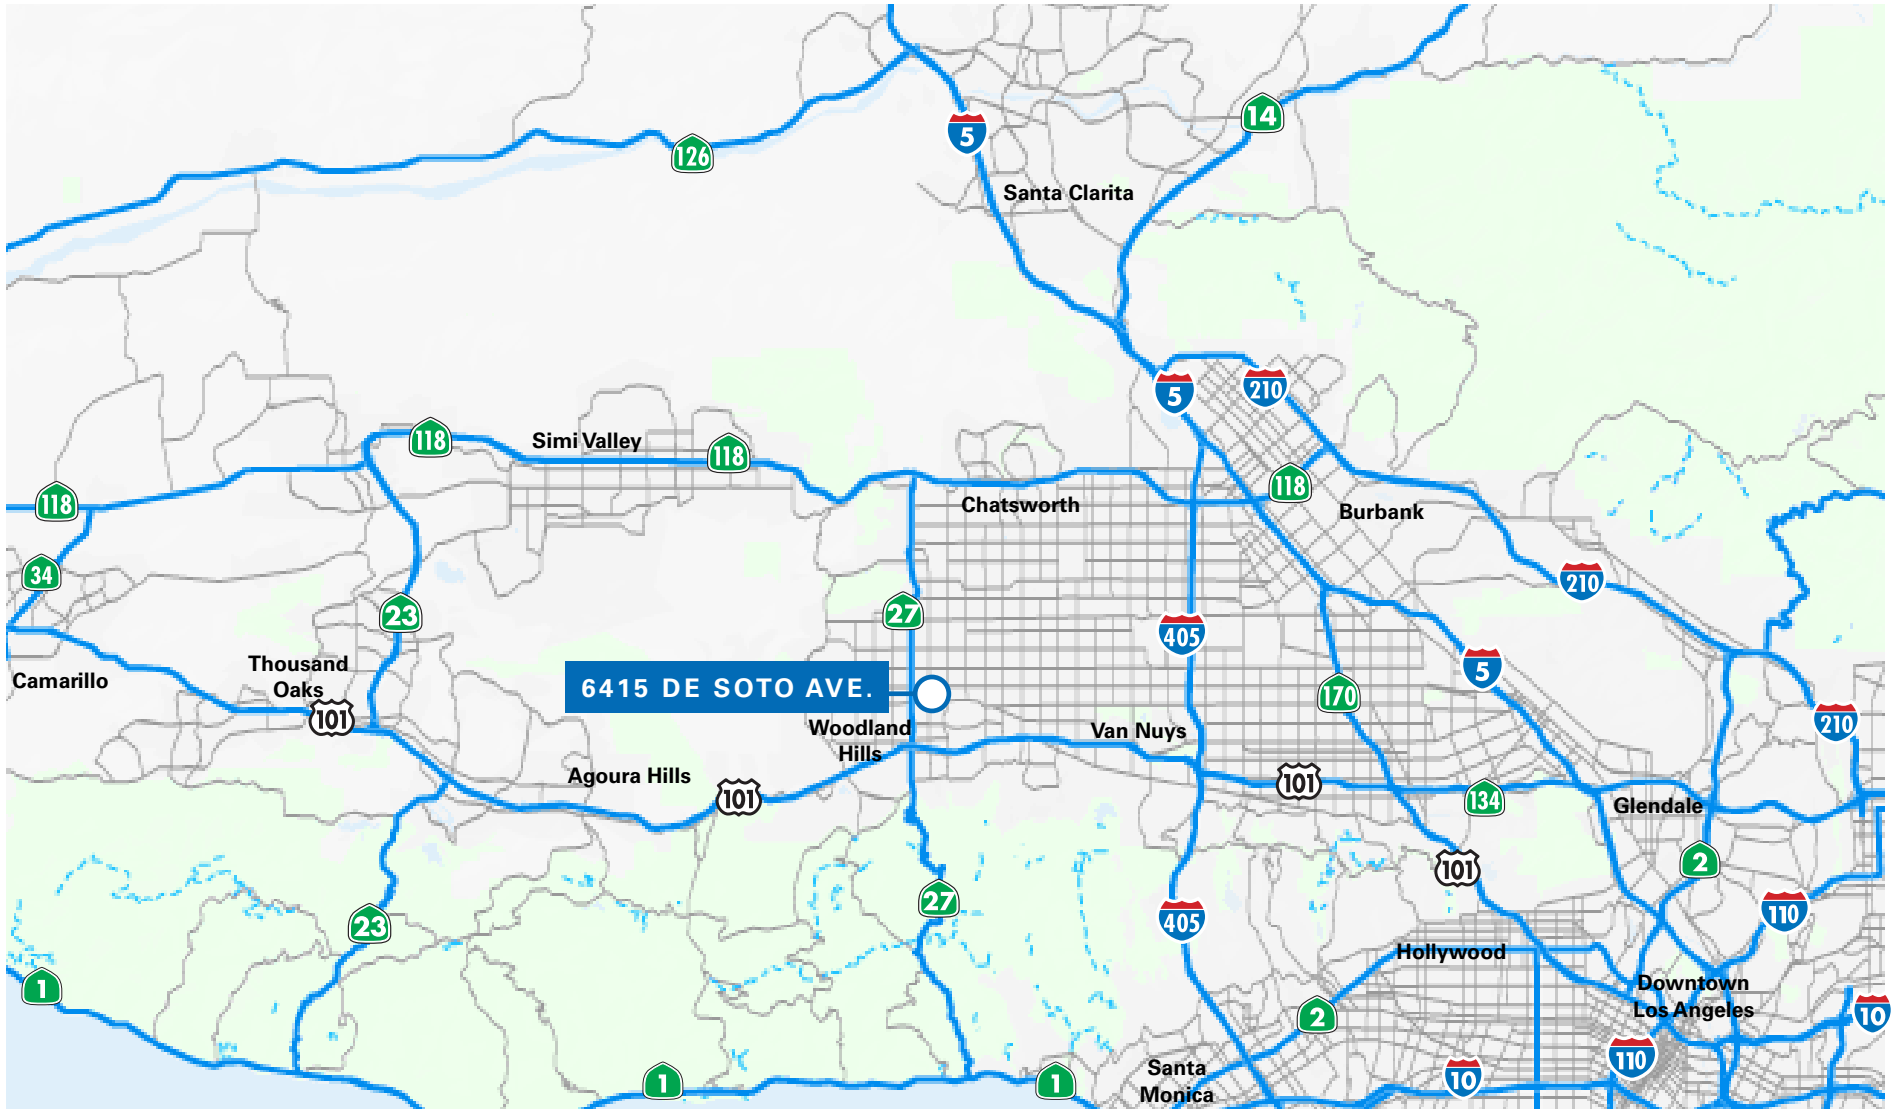 14
5
126
Santa Clarita
5
210
118
Simi Valley
118
118
118
Chatsworth
Burbank
34
210
23
27
405
Thousand
Oaks
Camarillo
6415 DE SOTO AVE.
5
170
101
210
Woodland
Hills
Van Nuys
Agoura Hills
101
101
134
Glendale
2
101
27
110
23
405
Hollywood
1
Downtown
Los Angeles
2
10
110
Santa
Monica
1
1
10